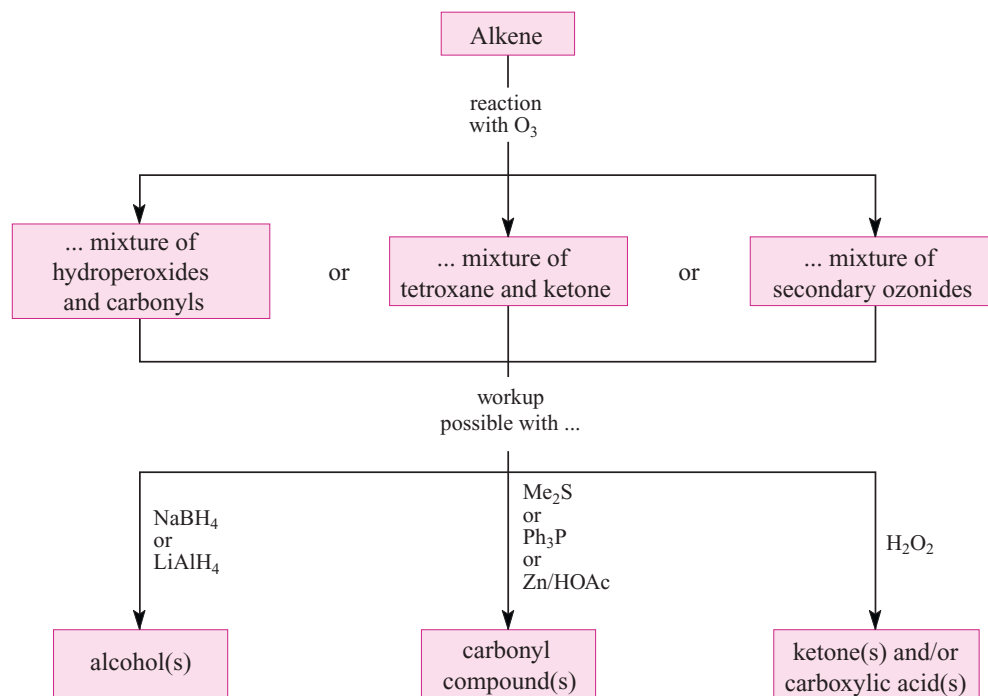 Alkene
reaction
with O₃
... mixture of
hydroperoxides
and carbonyls
or
... mixture of
tetroxane and ketone
or
... mixture of
secondary ozonides
workup
possible with ...
NaBH₄
or
LiAlH₄
Me₂S
or
Ph₃P
or
Zn/HOAc
H₂O₂
alcohol(s)
carbonyl
compound(s)
ketone(s) and/or
carboxylic acid(s)